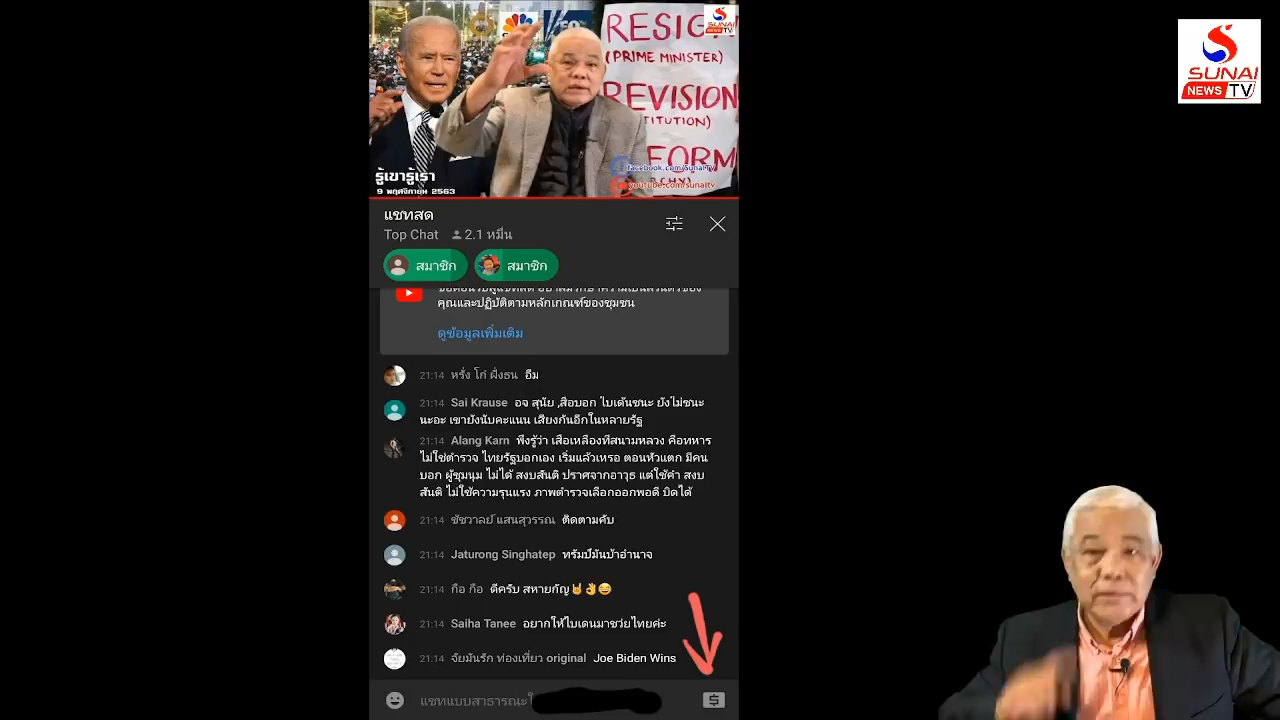 RESIGN
(PRIME MINISTER)
REVISION
SUNAI
NEWS TV
รู้เขารู้เรา
9 พฤศจิกายน 2563
facebook.com/SunaiTV
youtube.com/sunaitv
SUNAI
NEWS TV
แชทสด
Top Chat 2.1 หมื่น
สมาชิก
สมาชิก
คุณและปฏิบัติตามหลักเกณฑ์ของชุมชน
ดูข้อมูลเพิ่มเติม
21:14 หรั่ง โก๋ ฝั่งธน อืม
21:14 Sai Krause อจ สุนัย ,สือบอก ไบเด้นชนะ ยังไม่ชนะ
นะอะ เขายังนับคะแนน เสียงกันอีกในหลายรัฐ
21:14 Alang Karn พึงรู้ว่า เสื้อเหลืองที่สนามหลวง คือทหาร
ไม่ใช่ตำรวจ ไทยรัฐบอกเอง เริ่มแล้วเหรอ ตอนหัวแตก มีคน
บอก ผู้ชุมนุม ไม่ได้ สงบสันติ ปราศจากอาวุธ แต่ใช้คำ สงบ
สันติ ไม่ใช้ความรุนแรง ภาพตำรวจเลือกออกพอดี บิดได้
21:14 ชัชวาลย์ แสนสุวรรณ ติดตามคับ
21:14 Jaturong Singhatep ทรัมป์มันบ้าอำนาจ
21:14 กือ กือ ดีครับ สหายกัญ🤘👌😅
21:14 Saiha Tanee อยากให้ไบเดนมาช่วยไทยค่ะ
21:14 จัยมันรัก ท่องเที่ยว original Joe Biden Wins
แชทแบบสาธารณะ